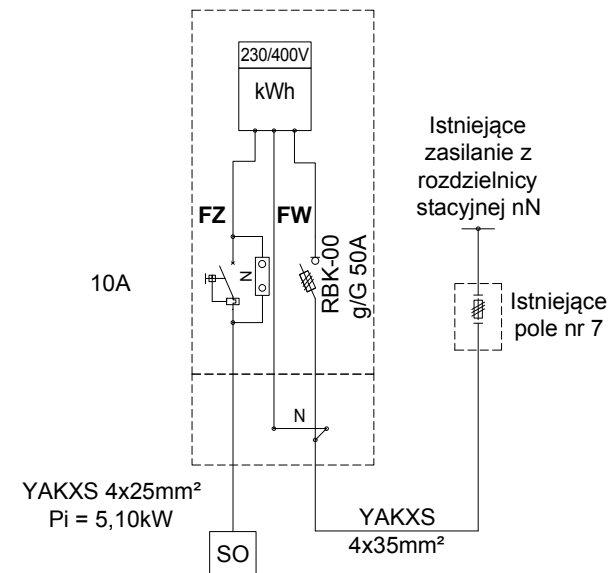 230/400V
kWh
Istniejące
zasilanie z
rozdzielnicy
stacyjnej nN
FZ
FW
N
RBK-00
g/G 50A
10A
Istniejące
pole nr 7
N
YAKXS 4x25mm²
Pi = 5,10kW
YAKXS
4x35mm²
SO